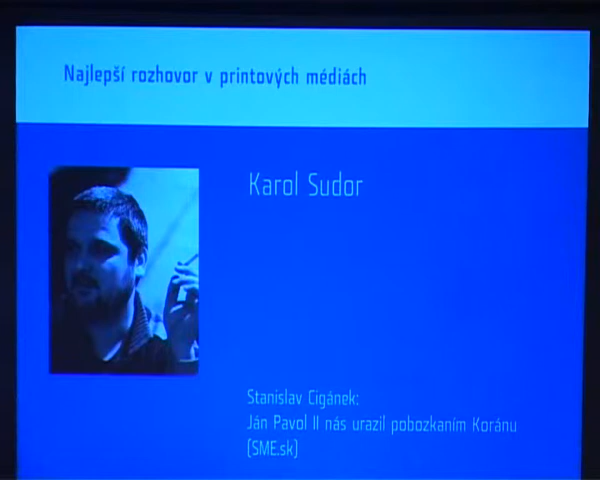 Najlepší rozhovor v printových médiách
Karol Sudor
Stanislav Cigánek:
Ján Pavol II nás urazil pobozkaním Koránu
(SME.sk)